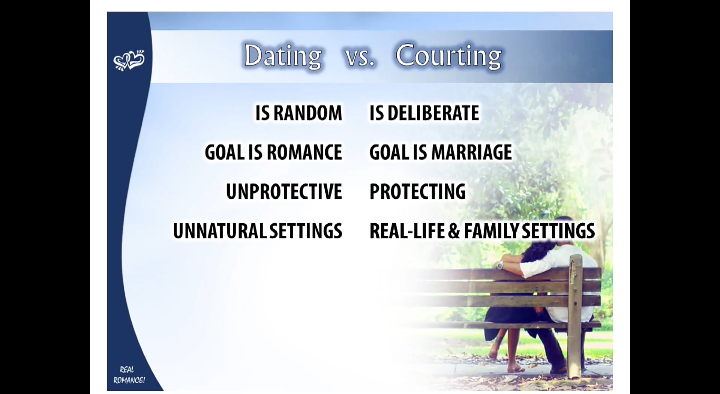 Dating vs. Courting
IS RANDOM IS DELIBERATE
GOAL IS ROMANCE GOAL IS MARRIAGE
UNPROTECTIVE PROTECTING
UNNATURAL SETTINGS REAL-LIFE & FAMILY SETTINGS
REAL
ROMANCE!